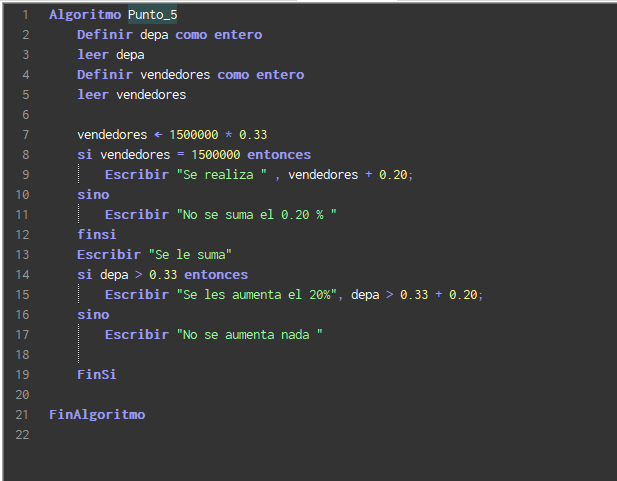 1 Algoritmo Punto_5
2 Definir depa como entero
3 leer depa
4 Definir vendedores como entero
5 leer vendedores
6
7 vendedores ← 1500000 * 0.33
8 si vendedores = 1500000 entonces
9 Escribir "Se realiza " , vendedores + 0.20;
10 sino
11 Escribir "No se suma el 0.20 % "
12 finsi
13 Escribir "Se le suma"
14 si depa > 0.33 entonces
15 Escribir "Se les aumenta el 20%", depa > 0.33 + 0.20;
16 sino
17 Escribir "No se aumenta nada "
18
19 FinSi
20
21 FinAlgoritmo
22